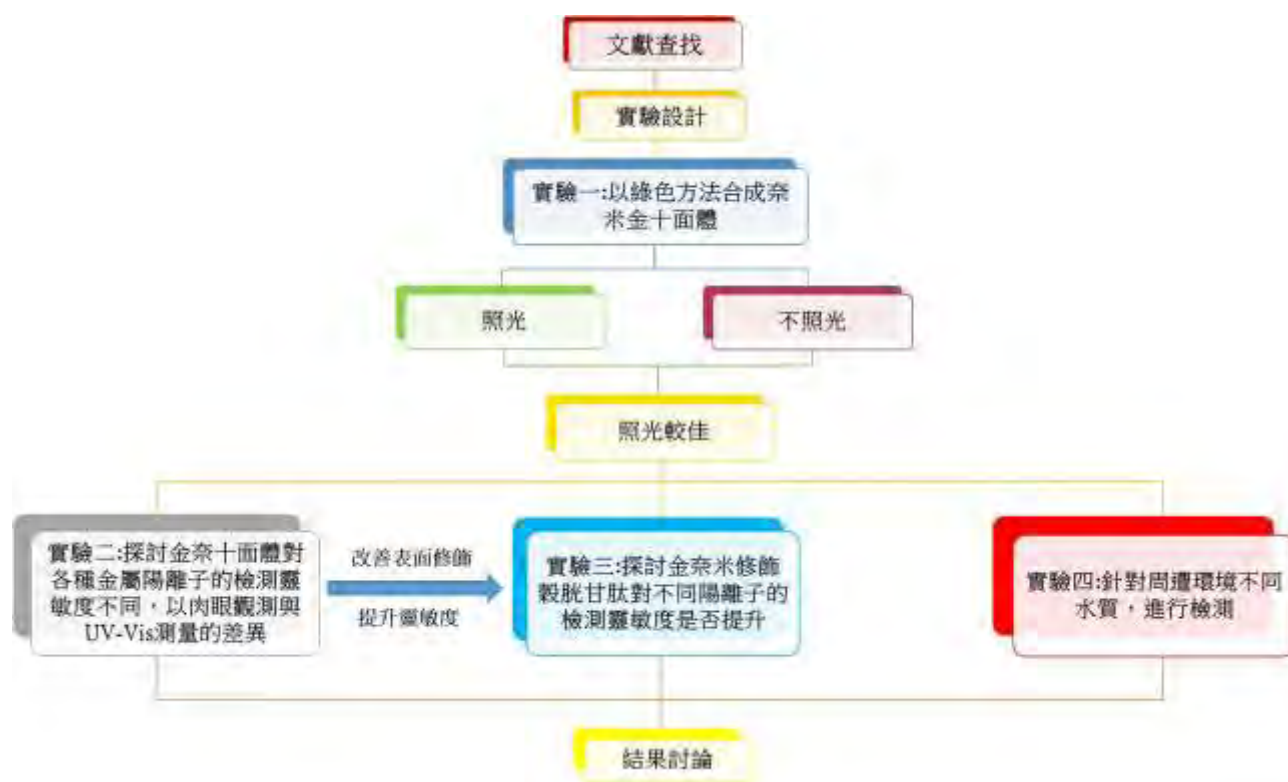 文獻查找
實驗設計
實驗一:以綠色方法合成奈
米金十面體
照光
不照光
照光較佳
實驗二:探討金奈十面體對
各種金屬陽離子的檢測靈
敏度不同，以肉眼觀測與
UV-Vis測量的差異
改善表面修飾
提升靈敏度
實驗三:探討金奈米修飾
穀胱甘肽對不同陽離子的
檢測靈敏度是否提升
實驗四:針對周遭環境不同
水質，進行檢測
結果討論